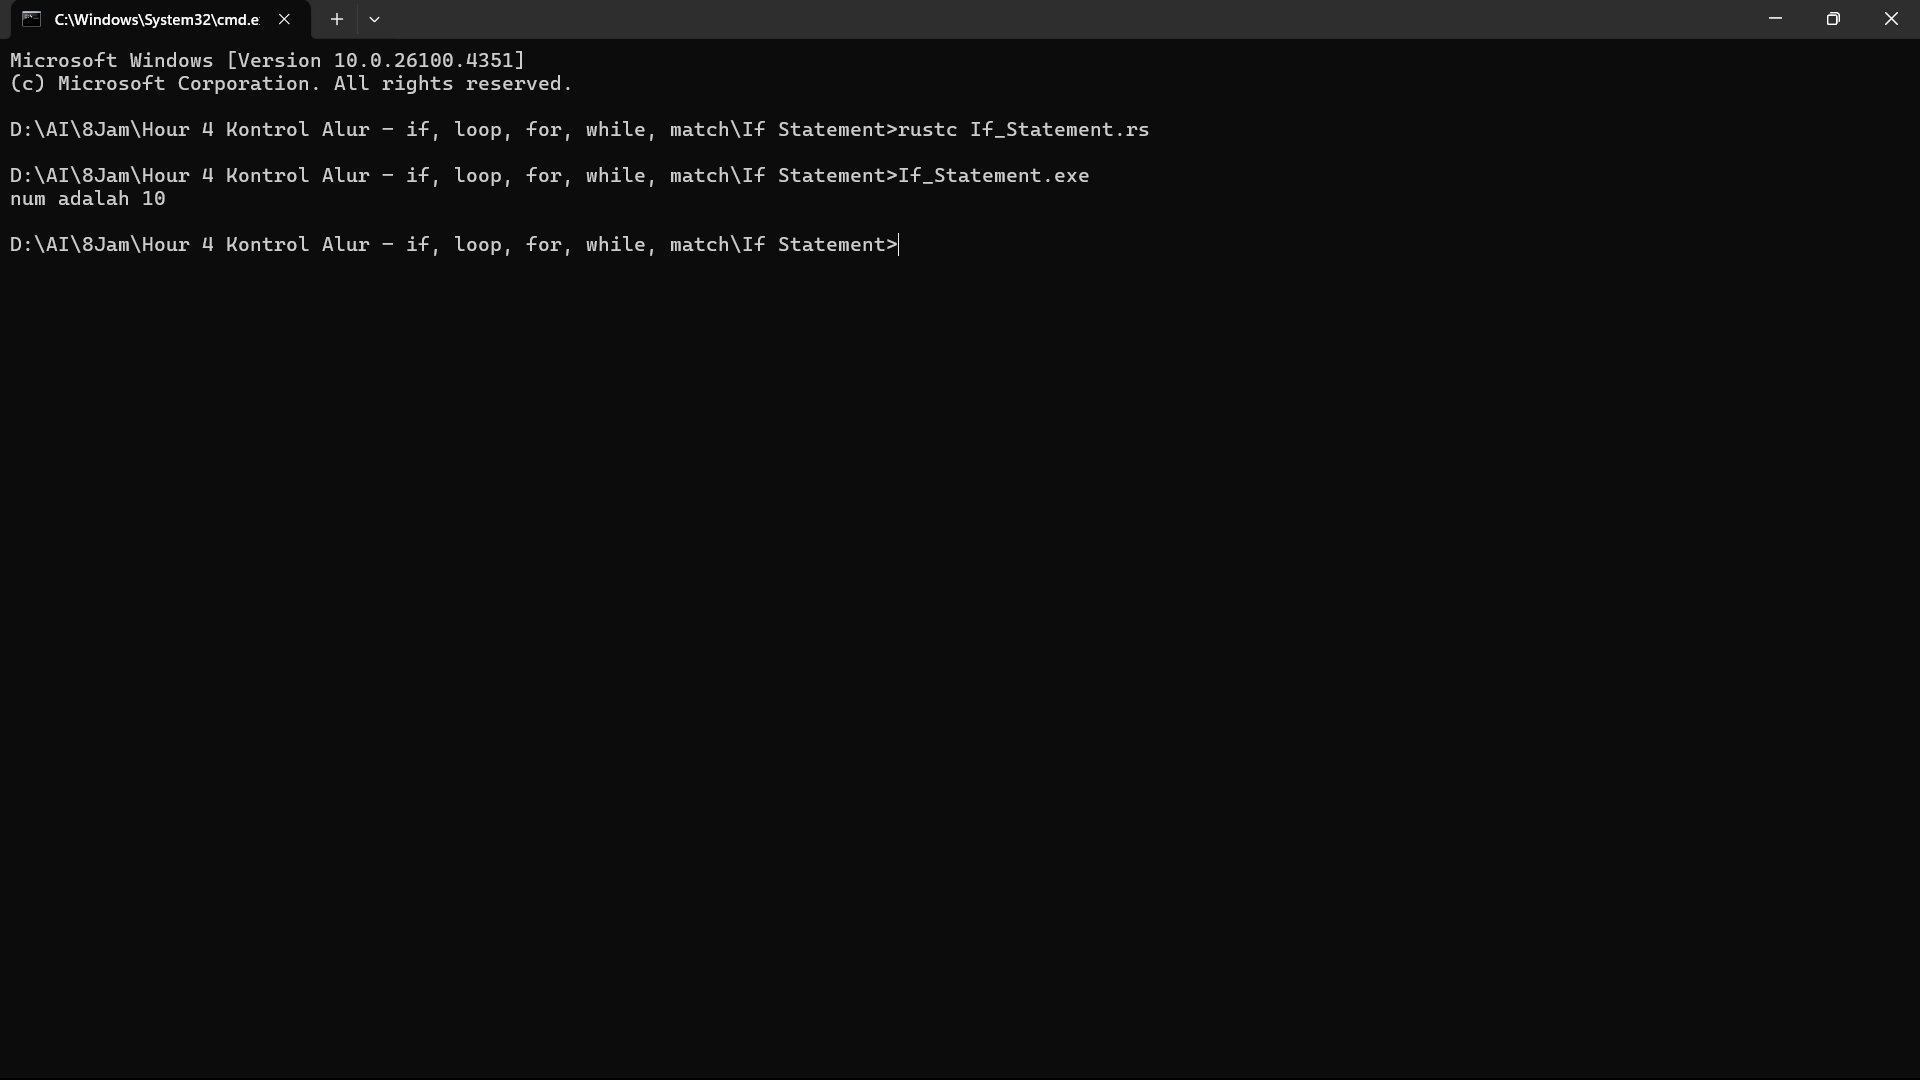 C:\Windows\System32\cmd.e
Microsoft Windows [Version 10.0.26100.4351]
(c) Microsoft Corporation. All rights reserved.
D:\AI\8Jam\Hour 4 Kontrol Alur – if, loop, for, while, match\If Statement>rustc If_Statement.rs
D:\AI\8Jam\Hour 4 Kontrol Alur – if, loop, for, while, match\If Statement>If_Statement.exe
num adalah 10
D:\AI\8Jam\Hour 4 Kontrol Alur – if, loop, for, while, match\If Statement>